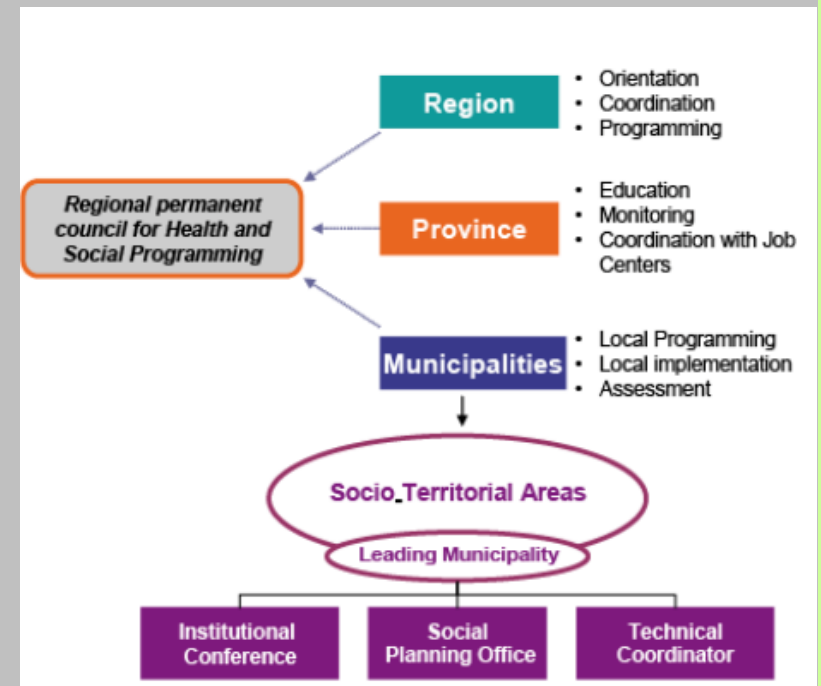 Region
• Orientation
• Coordination
• Programming
Regional permanent
council for Health and
Social Programming
Province
• Education
• Monitoring
• Coordination with Job
Centers
Municipalities
• Local Programming
• Local implementation
• Assessment
Socio_Territorial Areas
Leading Municipality
Institutional
Conference
Social
Planning Office
Technical
Coordinator